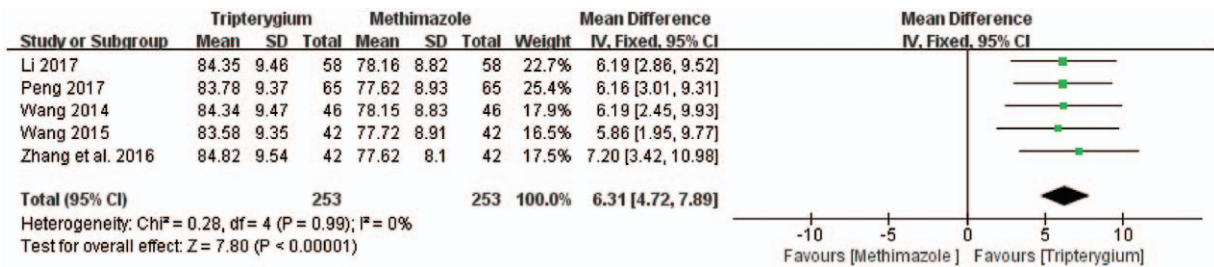 Tripterygium Methimazole Mean Difference Mean Difference
Study or Subgroup Mean SD Total Mean SD Total Weight IV, Fixed, 95% CI IV, Fixed, 95% CI
Li 2017 84.35 9.46 58 78.16 8.82 58 22.7% 6.19 [2.86, 9.52]
Peng 2017 83.78 9.37 65 77.62 8.93 65 25.4% 6.16 [3.01, 9.31]
Wang 2014 84.34 9.47 46 78.15 8.83 46 17.9% 6.19 [2.45, 9.93]
Wang 2015 83.58 9.35 42 77.72 8.91 42 16.5% 5.86 [1.95, 9.77]
Zhang et al. 2016 84.82 9.54 42 77.62 8.1 42 17.5% 7.20 [3.42, 10.98]
Total (95% CI) 253 253 100.0% 6.31 [4.72, 7.89]
Heterogeneity: Chi² = 0.28, df = 4 (P = 0.99); I² = 0%
Test for overall effect: Z = 7.80 (P < 0.00001)
-10 -5 0 5 10
Favours [Methimazole ] Favours [Tripterygium]